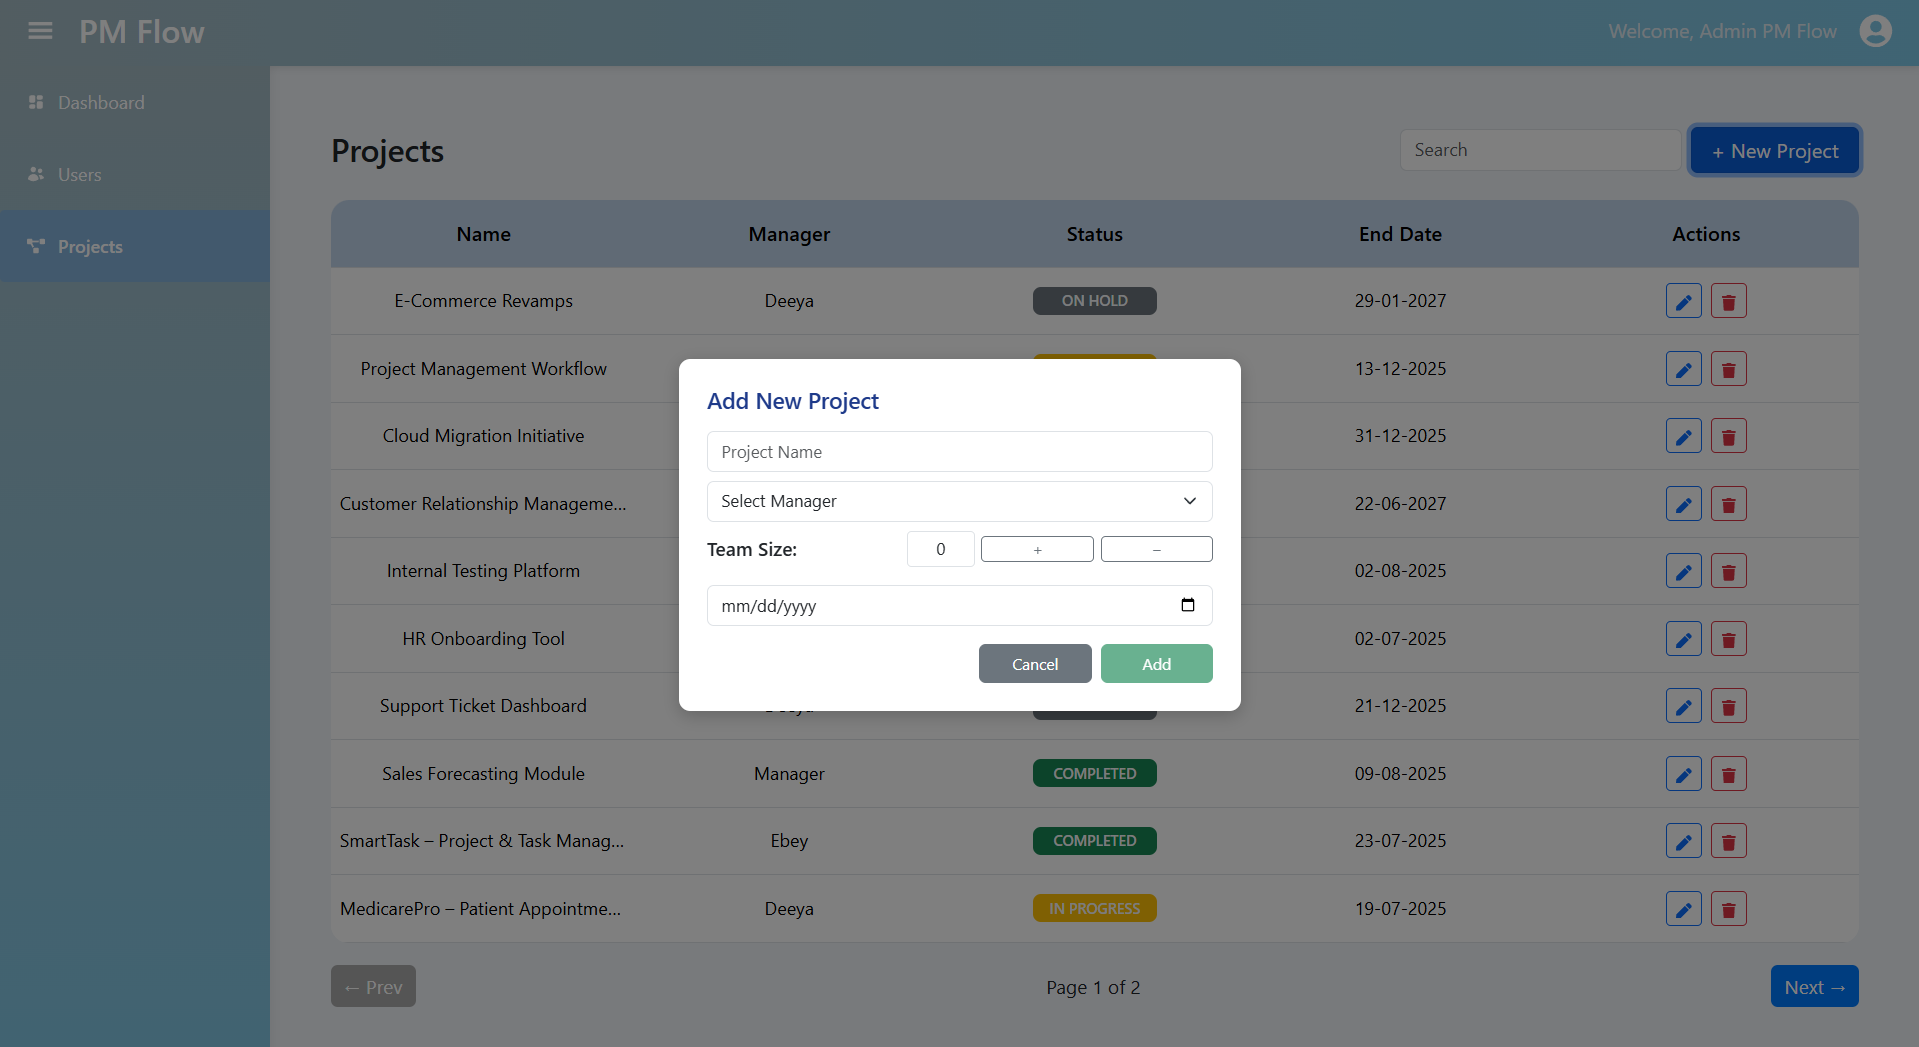 PM Flow
Welcome, Admin PM Flow
Dashboard
Users
Projects
Projects
Search
+ New Project
Name Manager Status End Date Actions
E-Commerce Revamps Deeya ON HOLD 29-01-2027
Project Management Workflow 13-12-2025
Cloud Migration Initiative 31-12-2025
Customer Relationship Manageme... 22-06-2027
Internal Testing Platform 02-08-2025
HR Onboarding Tool 02-07-2025
Support Ticket Dashboard 21-12-2025
Sales Forecasting Module Manager COMPLETED 09-08-2025
SmartTask – Project & Task Manag... Ebey COMPLETED 23-07-2025
MedicarePro – Patient Appointme... Deeya IN PROGRESS 19-07-2025
← Prev
Page 1 of 2
Next →
Add New Project
Project Name
Select Manager
Team Size: 0 + –
mm/dd/yyyy
Cancel Add